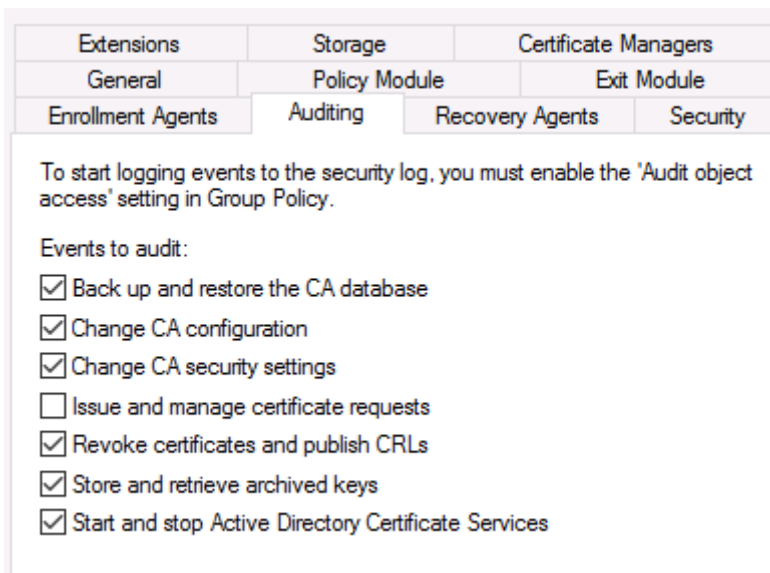 Extensions Storage Certificate Managers
General Policy Module Exit Module
Enrollment Agents Auditing Recovery Agents Security
To start logging events to the security log, you must enable the 'Audit object
access' setting in Group Policy.
Events to audit:
Back up and restore the CA database
Change CA configuration
Change CA security settings
Issue and manage certificate requests
Revoke certificates and publish CRLs
Store and retrieve archived keys
Start and stop Active Directory Certificate Services